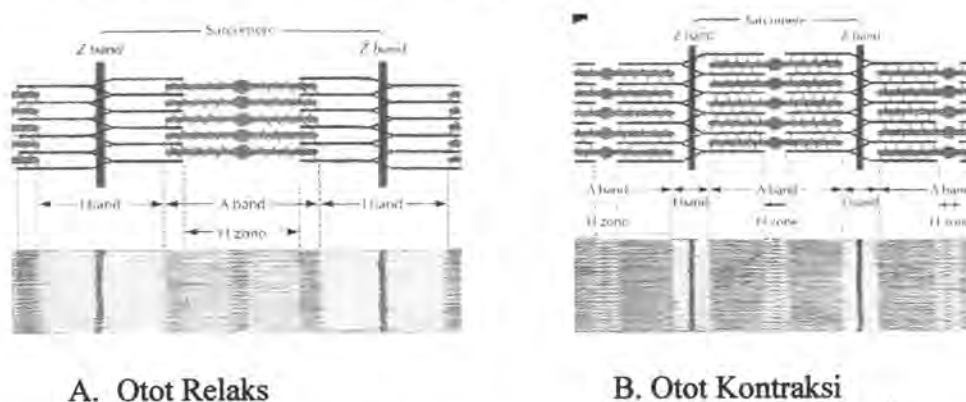 Sarcomere
Z band Z band
I band A band I band
H zone
A. Otot Relaks
Sarcomere
Z band Z band
A band A band A band
I band I band
H zone H zone H zone
B. Otot Kontraksi